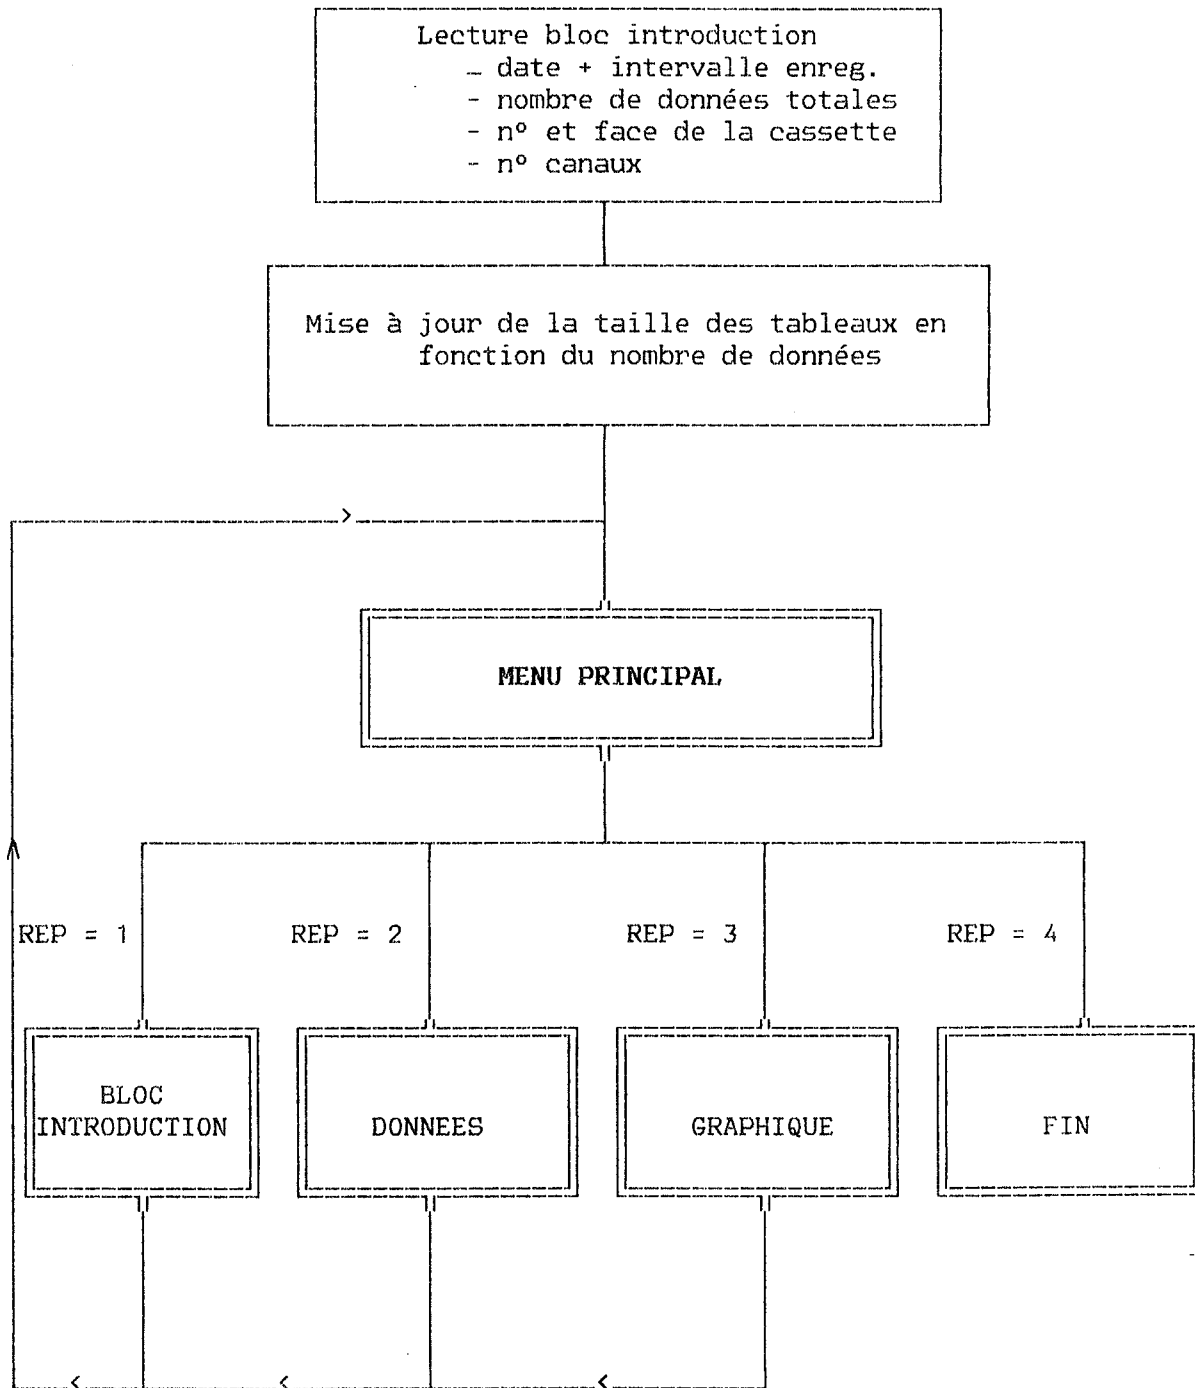 Lecture bloc introduction
- date + intervalle enreg.
- nombre de données totales
- nº et face de la cassette
- nº canaux
Mise à jour de la taille des tableaux en
fonction du nombre de données
MENU PRINCIPAL
REP = 1
REP = 2
REP = 3
REP = 4
BLOC
INTRODUCTION
DONNEES
GRAPHIQUE
FIN